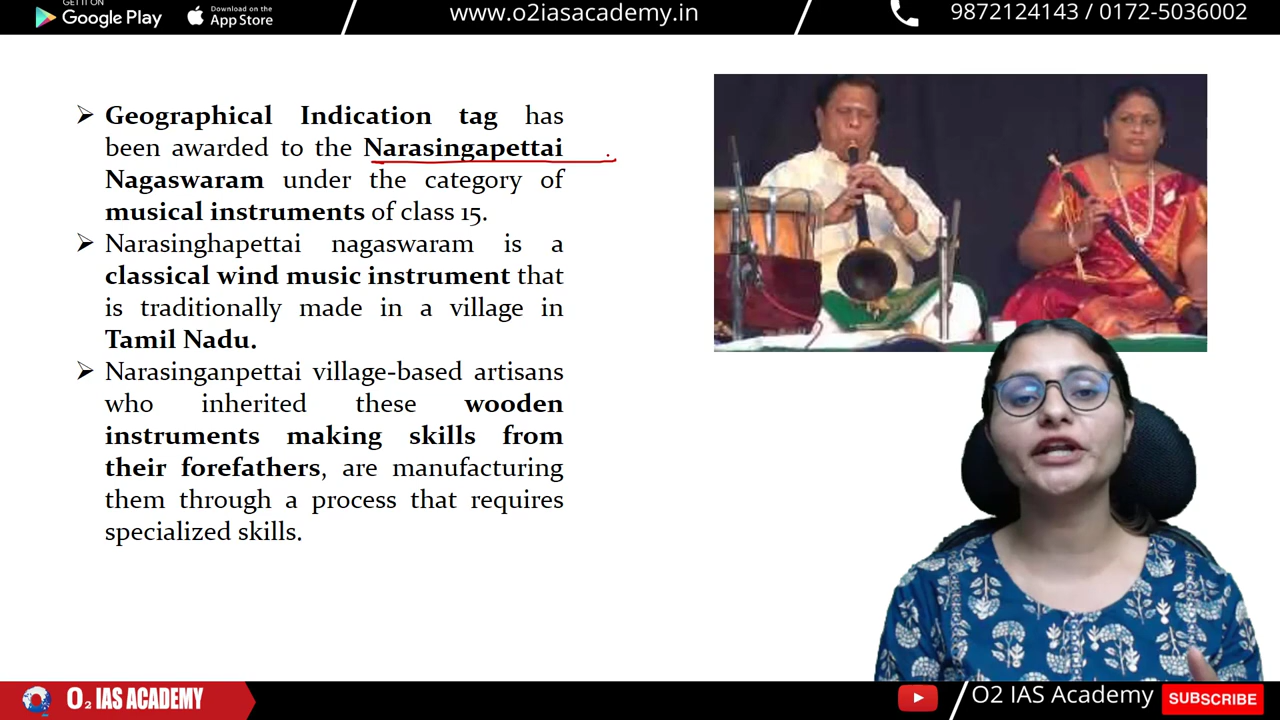 GET IT ON
Google Play
Download on the
App Store
www.o2iasacademy.in
9872124143 / 0172-5036002
➢ Geographical Indication tag has
been awarded to the Narasingapettai
Nagaswaram under the category of
musical instruments of class 15.
➢ Narasinghapettai nagaswaram is a
classical wind music instrument that
is traditionally made in a village in
Tamil Nadu.
➢ Narasinganpettai village-based artisans
who inherited these wooden
instruments making skills from
their forefathers, are manufacturing
them through a process that requires
specialized skills.
O2 IAS ACADEMY
O2 IAS Academy
SUBSCRIBE